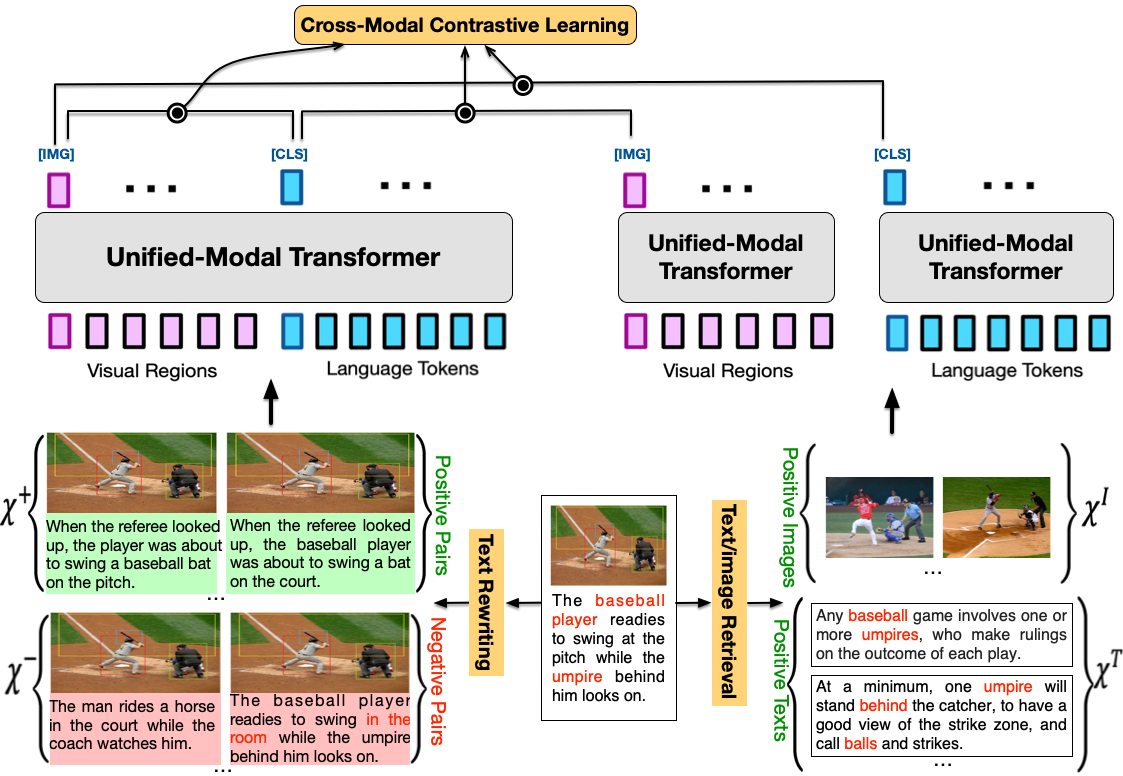 Cross-Modal Contrastive Learning
[IMG]
[CLS]
[IMG]
[CLS]
...
...
...
...
Unified-Modal Transformer
Unified-Modal
Transformer
Unified-Modal
Transformer
Visual Regions
Language Tokens
Visual Regions
Language Tokens
χ+
When the referee looked
up, the player was about
to swing a baseball bat
on the pitch.
When the referee looked
up, the baseball player
was about to swing a bat
on the court.
...
Positive Pairs
χ−
The man rides a horse
in the court while the
coach watches him.
The baseball player
readies to swing in the
room while the umpire
behind him looks on.
...
Negative Pairs
Text Rewriting
The baseball
player readies
to swing at the
pitch while the
umpire behind
him looks on.
Text/image Retrieval
Positive Images
...
χI
Positive Texts
Any baseball game involves one or
more umpires, who make rulings
on the outcome of each play.
At a minimum, one umpire will
stand behind the catcher, to have a
good view of the strike zone, and
call balls and strikes.
...
χT